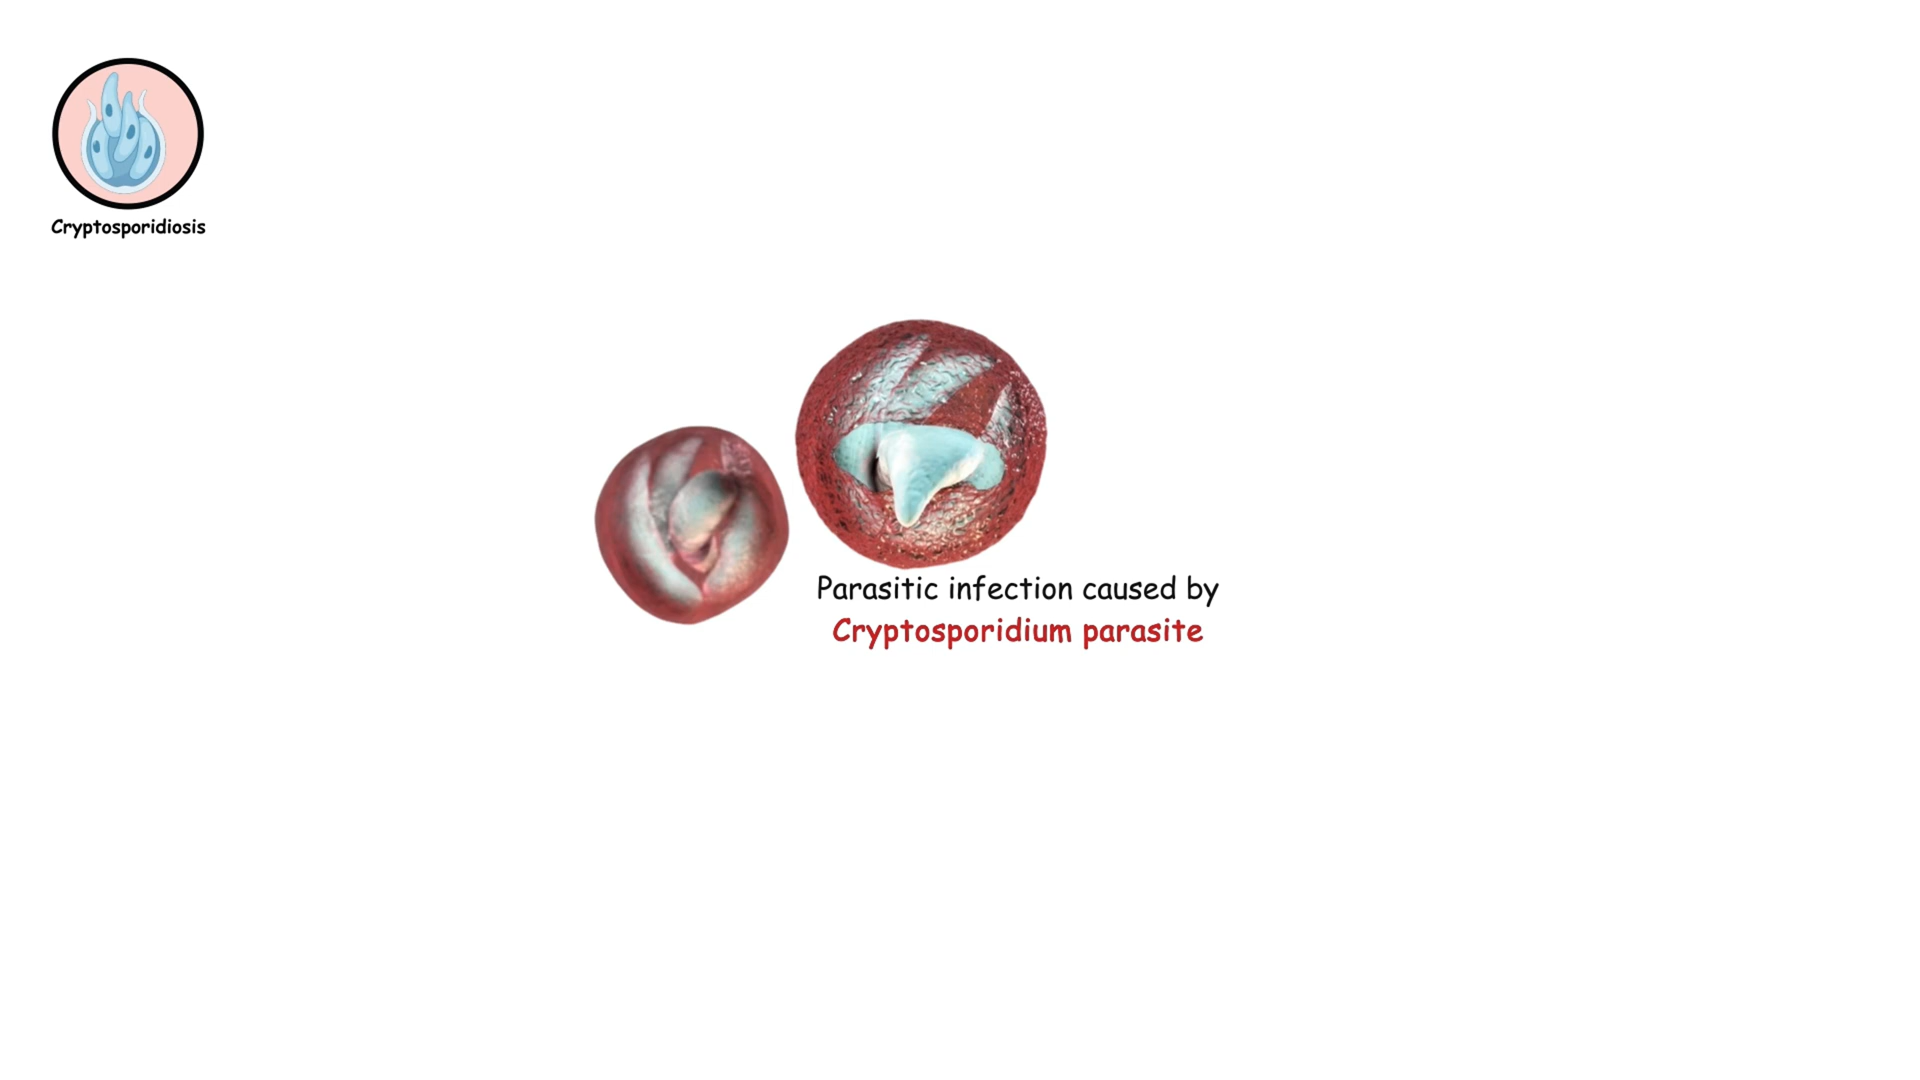 Cryptosporidiosis
Parasitic infection caused by
Cryptosporidium parasite